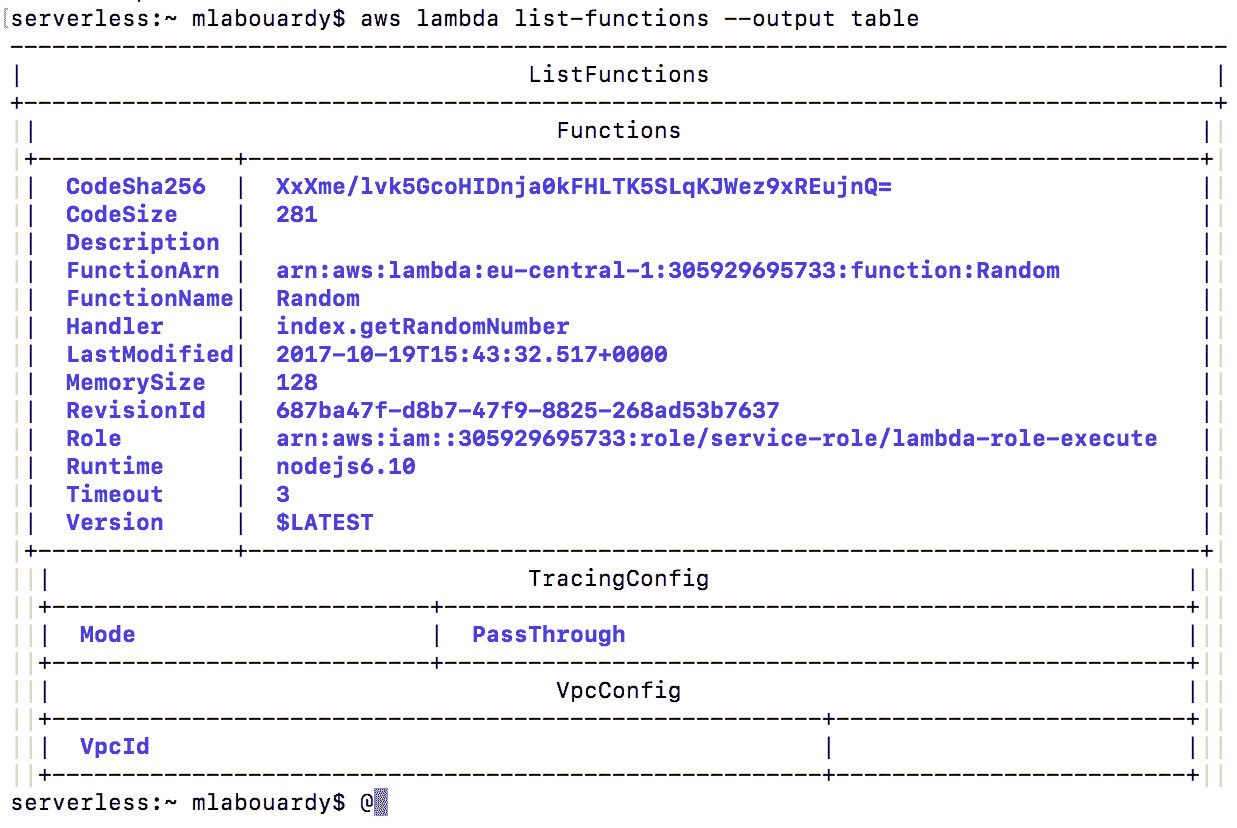 serverless:~ mlabouardy$ aws lambda list-functions --output table
ListFunctions
Functions
CodeSha256 | XxXme/lvk5GcoHIDnja0kFHLTK5SLqKJWez9xREujnQ=
CodeSize | 281
Description |
FunctionArn | arn:aws:lambda:eu-central-1:305929695733:function:Random
FunctionName| Random
Handler | index.getRandomNumber
LastModified| 2017-10-19T15:43:32.517+0000
MemorySize | 128
RevisionId | 687ba47f-d8b7-47f9-8825-268ad53b7637
Role | arn:aws:iam::305929695733:role/service-role/lambda-role-execute
Runtime | nodejs6.10
Timeout | 3
Version | $LATEST
TracingConfig
Mode | PassThrough
VpcConfig
VpcId |
serverless:~ mlabouardy$ @